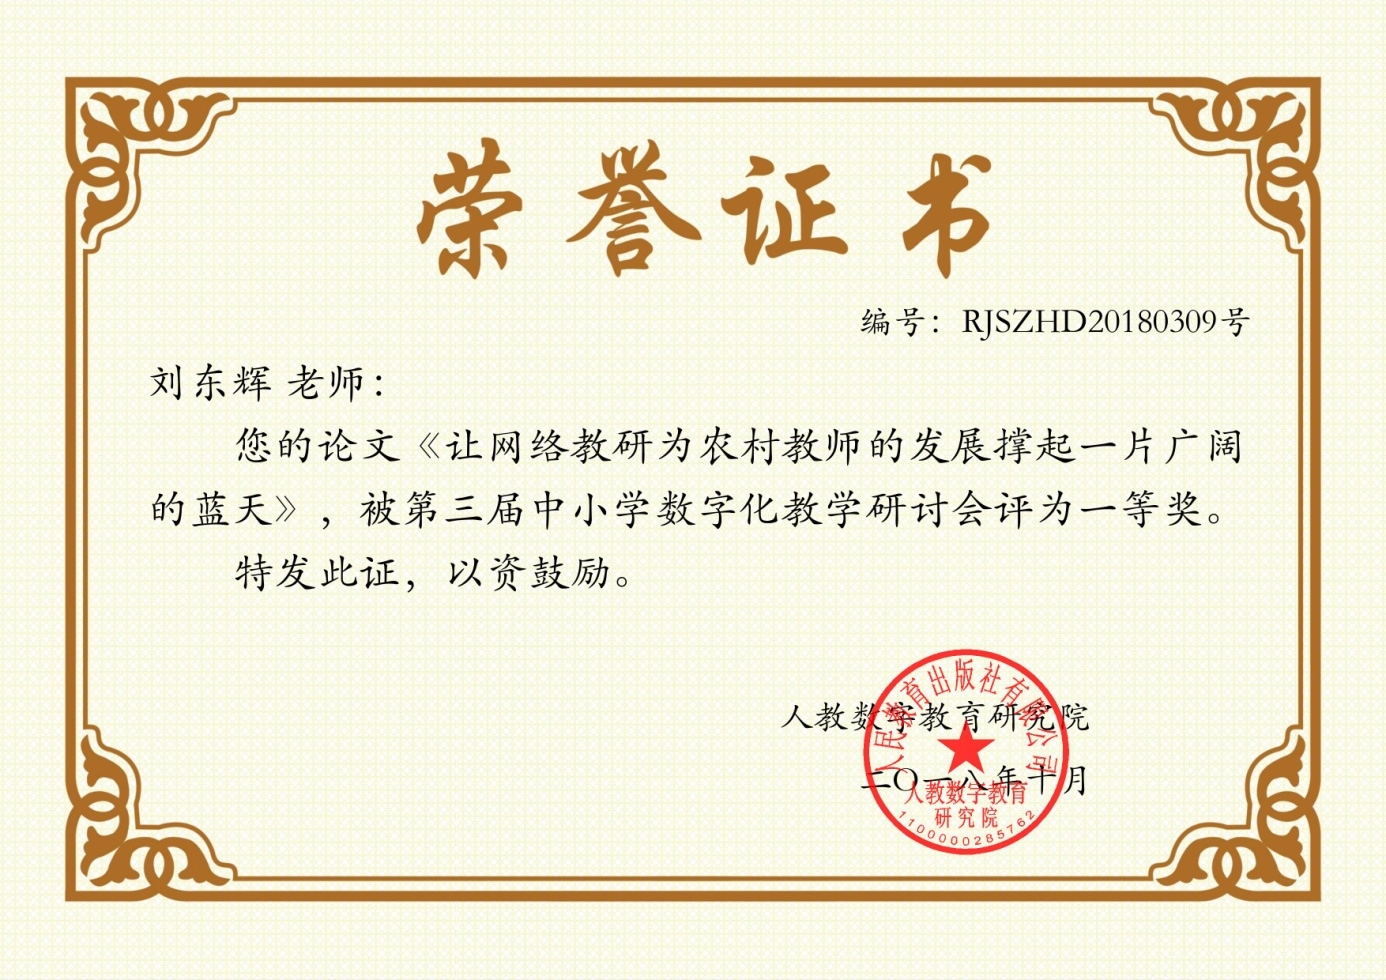 荣誉证书
编号：RJSZHD20180309号
刘东辉 老师：
您的论文《让网络教研为农村教师的发展撑起一片广阔
的蓝天》，被第三届中小学数字化教学研讨会评为一等奖。
特发此证，以资鼓励。
人教数字教育研究院
二〇一八年十月
人民教育出版社有限公司
人教数字教育
研究院
1100000285762